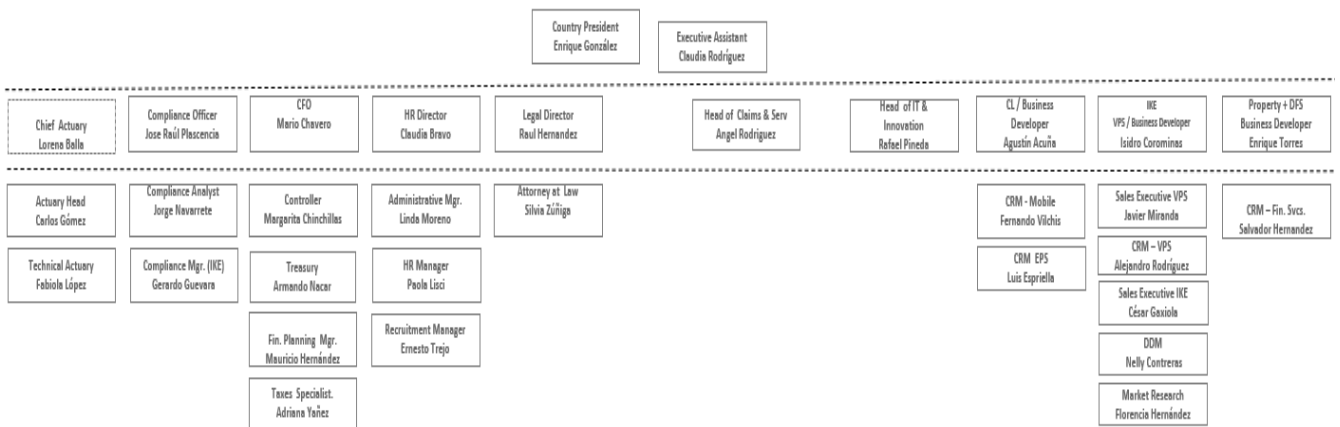 Country President
Enrique González
Executive Assistant
Claudia Rodríguez
Chief Actuary
Lorena Balla
Compliance Officer
Jose Raúl Plascencia
CFO
Mario Chavero
HR Director
Claudia Bravo
Legal Director
Raul Hernandez
Head of Claims & Serv
Angel Rodriguez
Head of IT &
Innovation
Rafael Pineda
CL / Business
Developer
Agustín Acuña
IKE
VPS / Business Developer
Isidro Corominas
Property + DFS
Business Developer
Enrique Torres
Actuary Head
Carlos Gómez
Compliance Analyst
Jorge Navarrete
Controller
Margarita Chinchillas
Administrative Mgr.
Linda Moreno
Attorney at Law
Silvia Zúñiga
CRM - Mobile
Fernando Vilchis
Sales Executive VPS
Javier Miranda
CRM – Fin. Svcs.
Salvador Hernandez
Technical Actuary
Fabiola López
Compliance Mgr. (IKE)
Gerardo Guevara
Treasury
Armando Nacar
HR Manager
Paola Lisci
CRM EPS
Luis Espriella
CRM – VPS
Alejandro Rodríguez
Fin. Planning Mgr.
Mauricio Hernández
Recruitment Manager
Ernesto Trejo
Sales Executive IKE
César Gaxiola
DDM
Nelly Contreras
Taxes Specialist.
Adriana Yañez
Market Research
Florencia Hernández